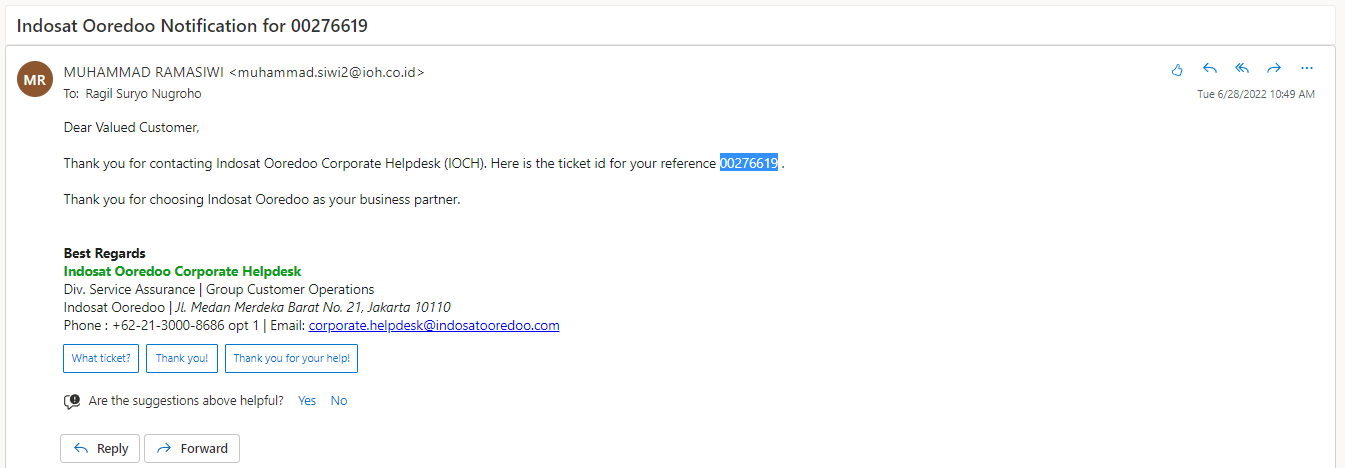 Indosat Ooredoo Notification for 00276619
MR
MUHAMMAD RAMASIWI <muhammad.siwi2@ioh.co.id>
To: Ragil Suryo Nugroho
Tue 6/28/2022 10:49 AM
Dear Valued Customer,
Thank you for contacting Indosat Ooredoo Corporate Helpdesk (IOCH). Here is the ticket id for your reference 00276619 .
Thank you for choosing Indosat Ooredoo as your business partner.
Best Regards
Indosat Ooredoo Corporate Helpdesk
Div. Service Assurance | Group Customer Operations
Indosat Ooredoo | Jl. Medan Merdeka Barat No. 21, Jakarta 10110
Phone : +62-21-3000-8686 opt 1 | Email: corporate.helpdesk@indosatooredoo.com
What ticket? Thank you! Thank you for your help!
Are the suggestions above helpful? Yes No
Reply Forward